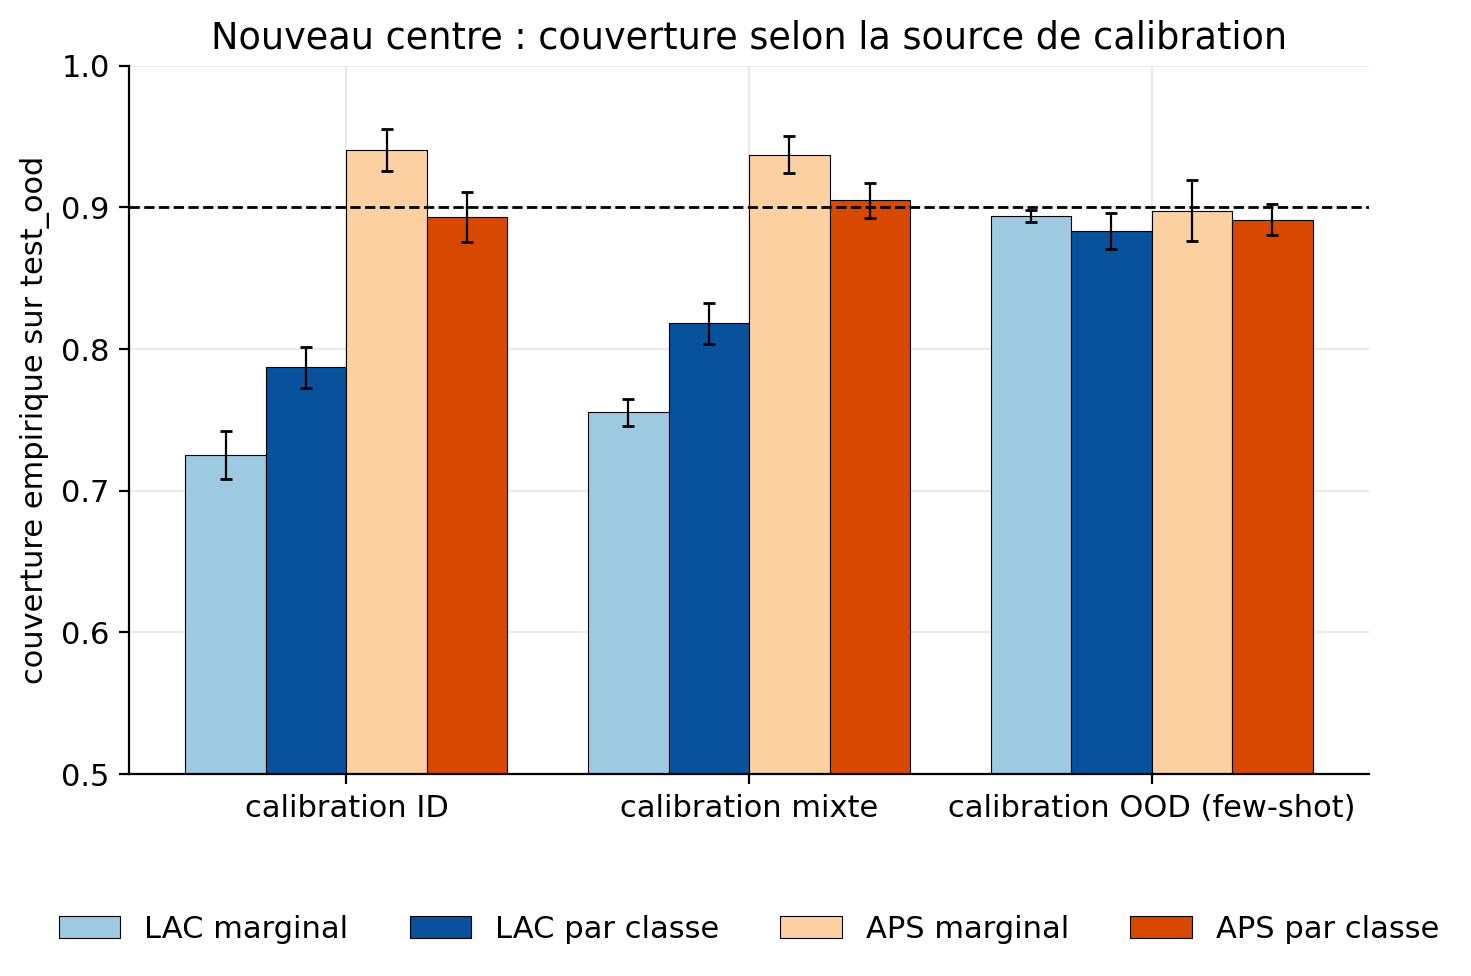 Nouveau centre : couverture selon la source de calibration
couverture empirique sur test_ood
1.0
0.9
0.8
0.7
0.6
0.5
calibration ID
calibration mixte
calibration OOD (few-shot)
LAC marginal
LAC par classe
APS marginal
APS par classe